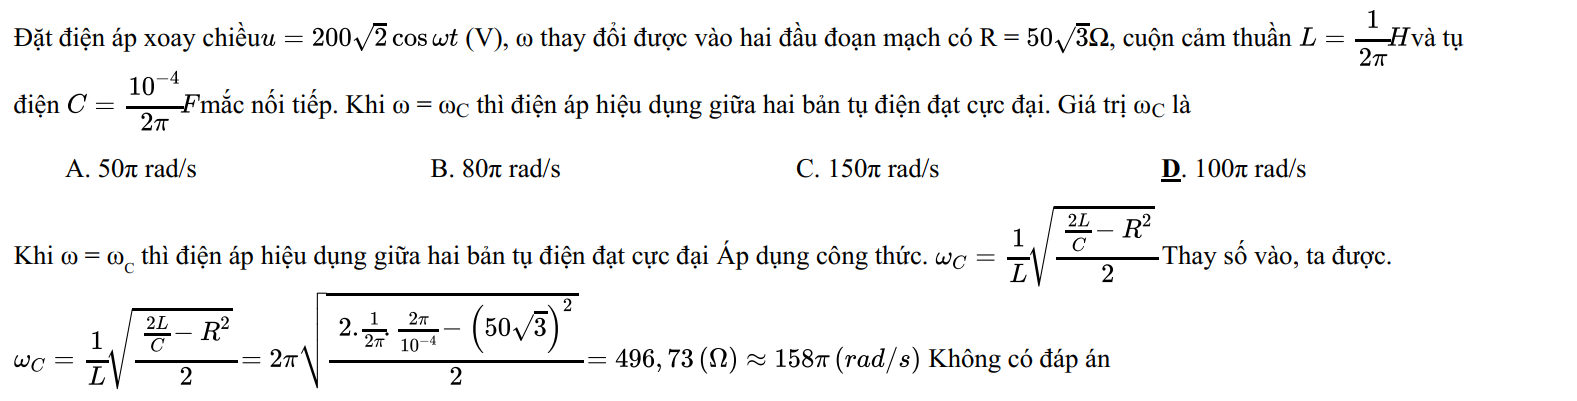 Đặt điện áp xoay chiều$u = 200\sqrt{2}\cos\omega t$ (V), ω thay đổi được vào hai đầu đoạn mạch có R = 50$\sqrt{3}$Ω, cuộn cảm thuần $L = \frac{1}{2\pi}H$và tụ
điện $C = \frac{10^{-4}}{2\pi}F$mắc nối tiếp. Khi ω = ω$_C$ thì điện áp hiệu dụng giữa hai bản tụ điện đạt cực đại. Giá trị ω$_C$ là
A. 50π rad/s B. 80π rad/s C. 150π rad/s D. 100π rad/s
Khi ω = ω$_C$ thì điện áp hiệu dụng giữa hai bản tụ điện đạt cực đại Áp dụng công thức. $\omega_C = \frac{1}{L}\sqrt{\frac{\frac{2L}{C} - R^2}{2}}$ Thay số vào, ta được.
$\omega_C = \frac{1}{L}\sqrt{\frac{\frac{2L}{C} - R^2}{2}} = 2\pi\sqrt{\frac{2.\frac{1}{2\pi}.\frac{2\pi}{10^{-4}} - \left(50\sqrt{3}\right)^2}{2}} = 496,73\,(\Omega) \approx 158\pi\,(rad/s)$ Không có đáp án